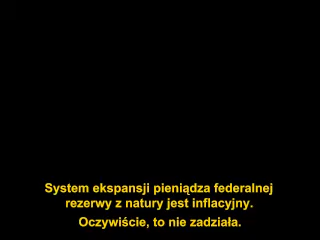 System ekspansji pieniądza federalnej
rezerwy z natury jest inflacyjny.
Oczywiście, to nie zadziała.